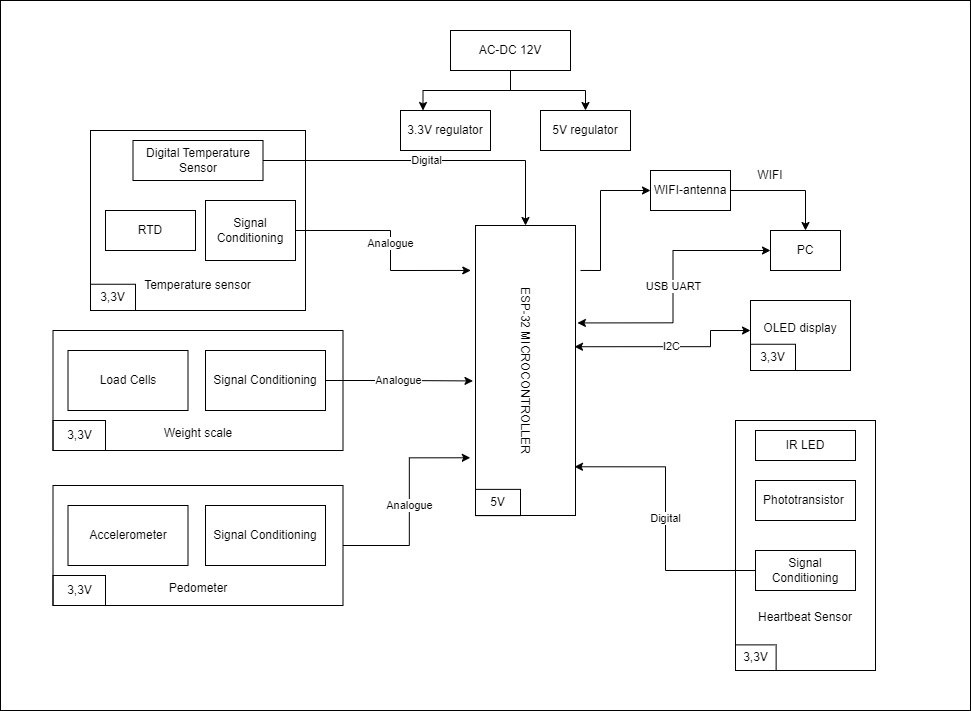 AC-DC 12V
3.3V regulator
5V regulator
Digital Temperature
Sensor
Digital
RTD
Signal
Conditioning
Analogue
Temperature sensor
3,3V
WIFI-antenna
WIFI
PC
USB UART
OLED display
3,3V
I2C
ESP-32 MICROCONTROLLER
5V
Load Cells
Signal Conditioning
Analogue
3,3V
Weight scale
Accelerometer
Signal Conditioning
Analogue
3,3V
Pedometer
IR LED
Phototransistor
Signal
Conditioning
Digital
Heartbeat Sensor
3,3V